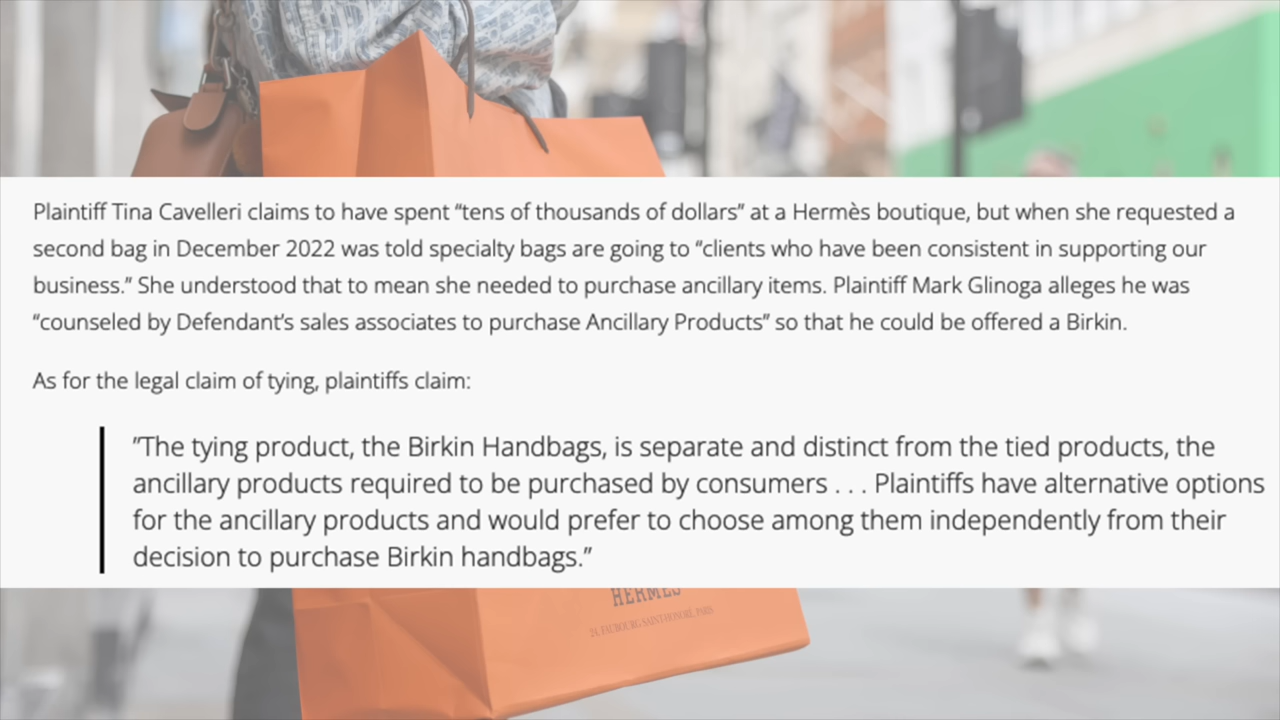 Plaintiff Tina Cavelleri claims to have spent “tens of thousands of dollars” at a Hermès boutique, but when she requested a
second bag in December 2022 was told specialty bags are going to “clients who have been consistent in supporting our
business.” She understood that to mean she needed to purchase ancillary items. Plaintiff Mark Glinoga alleges he was
“counseled by Defendant’s sales associates to purchase Ancillary Products” so that he could be offered a Birkin.
As for the legal claim of tying, plaintiffs claim:
”The tying product, the Birkin Handbags, is separate and distinct from the tied products, the
ancillary products required to be purchased by consumers . . . Plaintiffs have alternative options
for the ancillary products and would prefer to choose among them independently from their
decision to purchase Birkin handbags.”
HERMÈS
24, FAUBOURG SAINT-HONORÉ, PARIS